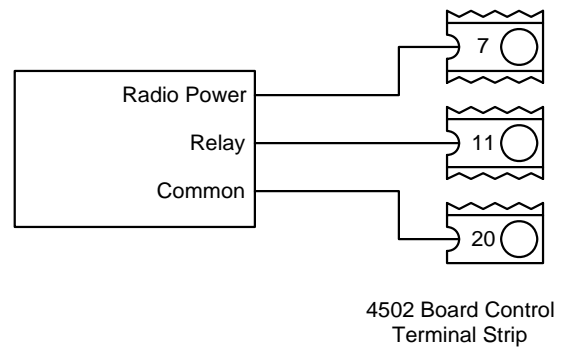 Radio Power
7
Relay
11
Common
20
4502 Board Control
Terminal Strip